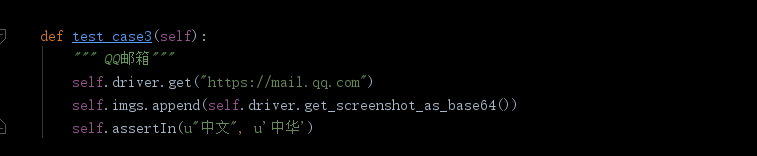 def test_case3(self):
    """ QQ邮箱"""
    self.driver.get("https://mail.qq.com")
    self.imgs.append(self.driver.get_screenshot_as_base64())
    self.assertIn(u"中文", u'中华')